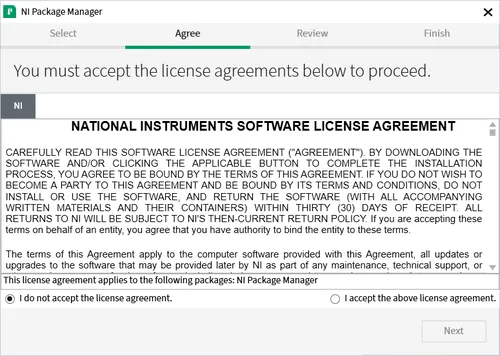 NI Package Manager
Select
Agree
Review
Finish
You must accept the license agreements below to proceed.
NI
NATIONAL INSTRUMENTS SOFTWARE LICENSE AGREEMENT
CAREFULLY READ THIS SOFTWARE LICENSE AGREEMENT ("AGREEMENT"). BY DOWNLOADING THE
SOFTWARE AND/OR CLICKING THE APPLICABLE BUTTON TO COMPLETE THE INSTALLATION
PROCESS, YOU AGREE TO BE BOUND BY THE TERMS OF THIS AGREEMENT. IF YOU DO NOT WISH TO
BECOME A PARTY TO THIS AGREEMENT AND BE BOUND BY ITS TERMS AND CONDITIONS, DO NOT
INSTALL OR USE THE SOFTWARE, AND RETURN THE SOFTWARE (WITH ALL ACCOMPANYING
WRITTEN MATERIALS AND THEIR CONTAINERS) WITHIN THIRTY (30) DAYS OF RECEIPT. ALL
RETURNS TO NI WILL BE SUBJECT TO NI'S THEN-CURRENT RETURN POLICY. If you are accepting these
terms on behalf of an entity, you agree that you have authority to bind the entity to these terms.
The terms of this Agreement apply to the computer software provided with this Agreement, all updates or
upgrades to the software that may be provided later by NI as part of any maintenance, technical support, or
This license agreement applies to the following packages: NI Package Manager
I do not accept the license agreement.
I accept the above license agreement.
Next